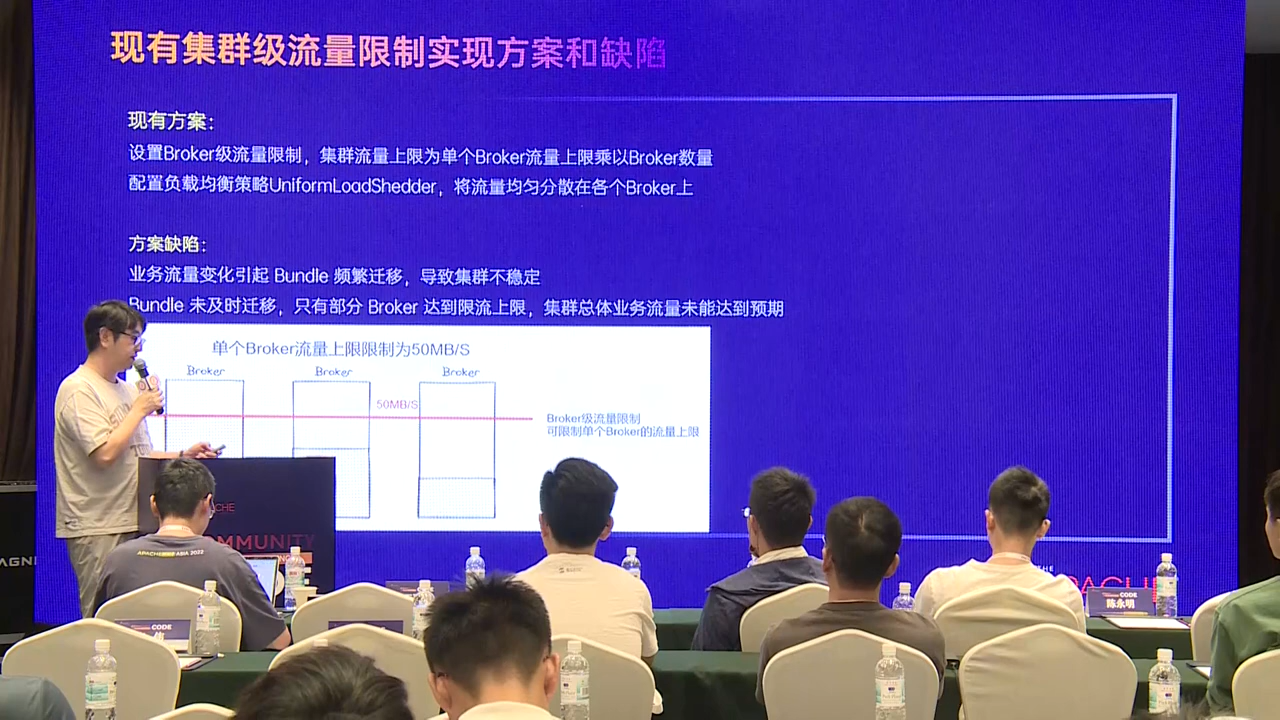 现有集群级流量限制实现方案和缺陷
现有方案：
设置Broker级流量限制，集群流量上限为单个Broker流量上限乘以Broker数量
配置负载均衡策略UniformLoadShedder，将流量均匀分散在各个Broker上
方案缺陷：
业务流量变化引起 Bundle 频繁迁移，导致集群不稳定
Bundle 未及时迁移，只有部分 Broker 达到限流上限，集群总体业务流量未能达到预期
单个Broker流量上限限制为50MB/S
Broker
Broker
Broker
50MB/S
Broker级流量限制
可限制单个Broker的流量上限
MMUNITY
ASIA 2022
THE
APACHE
CODE
陈永明
CODE